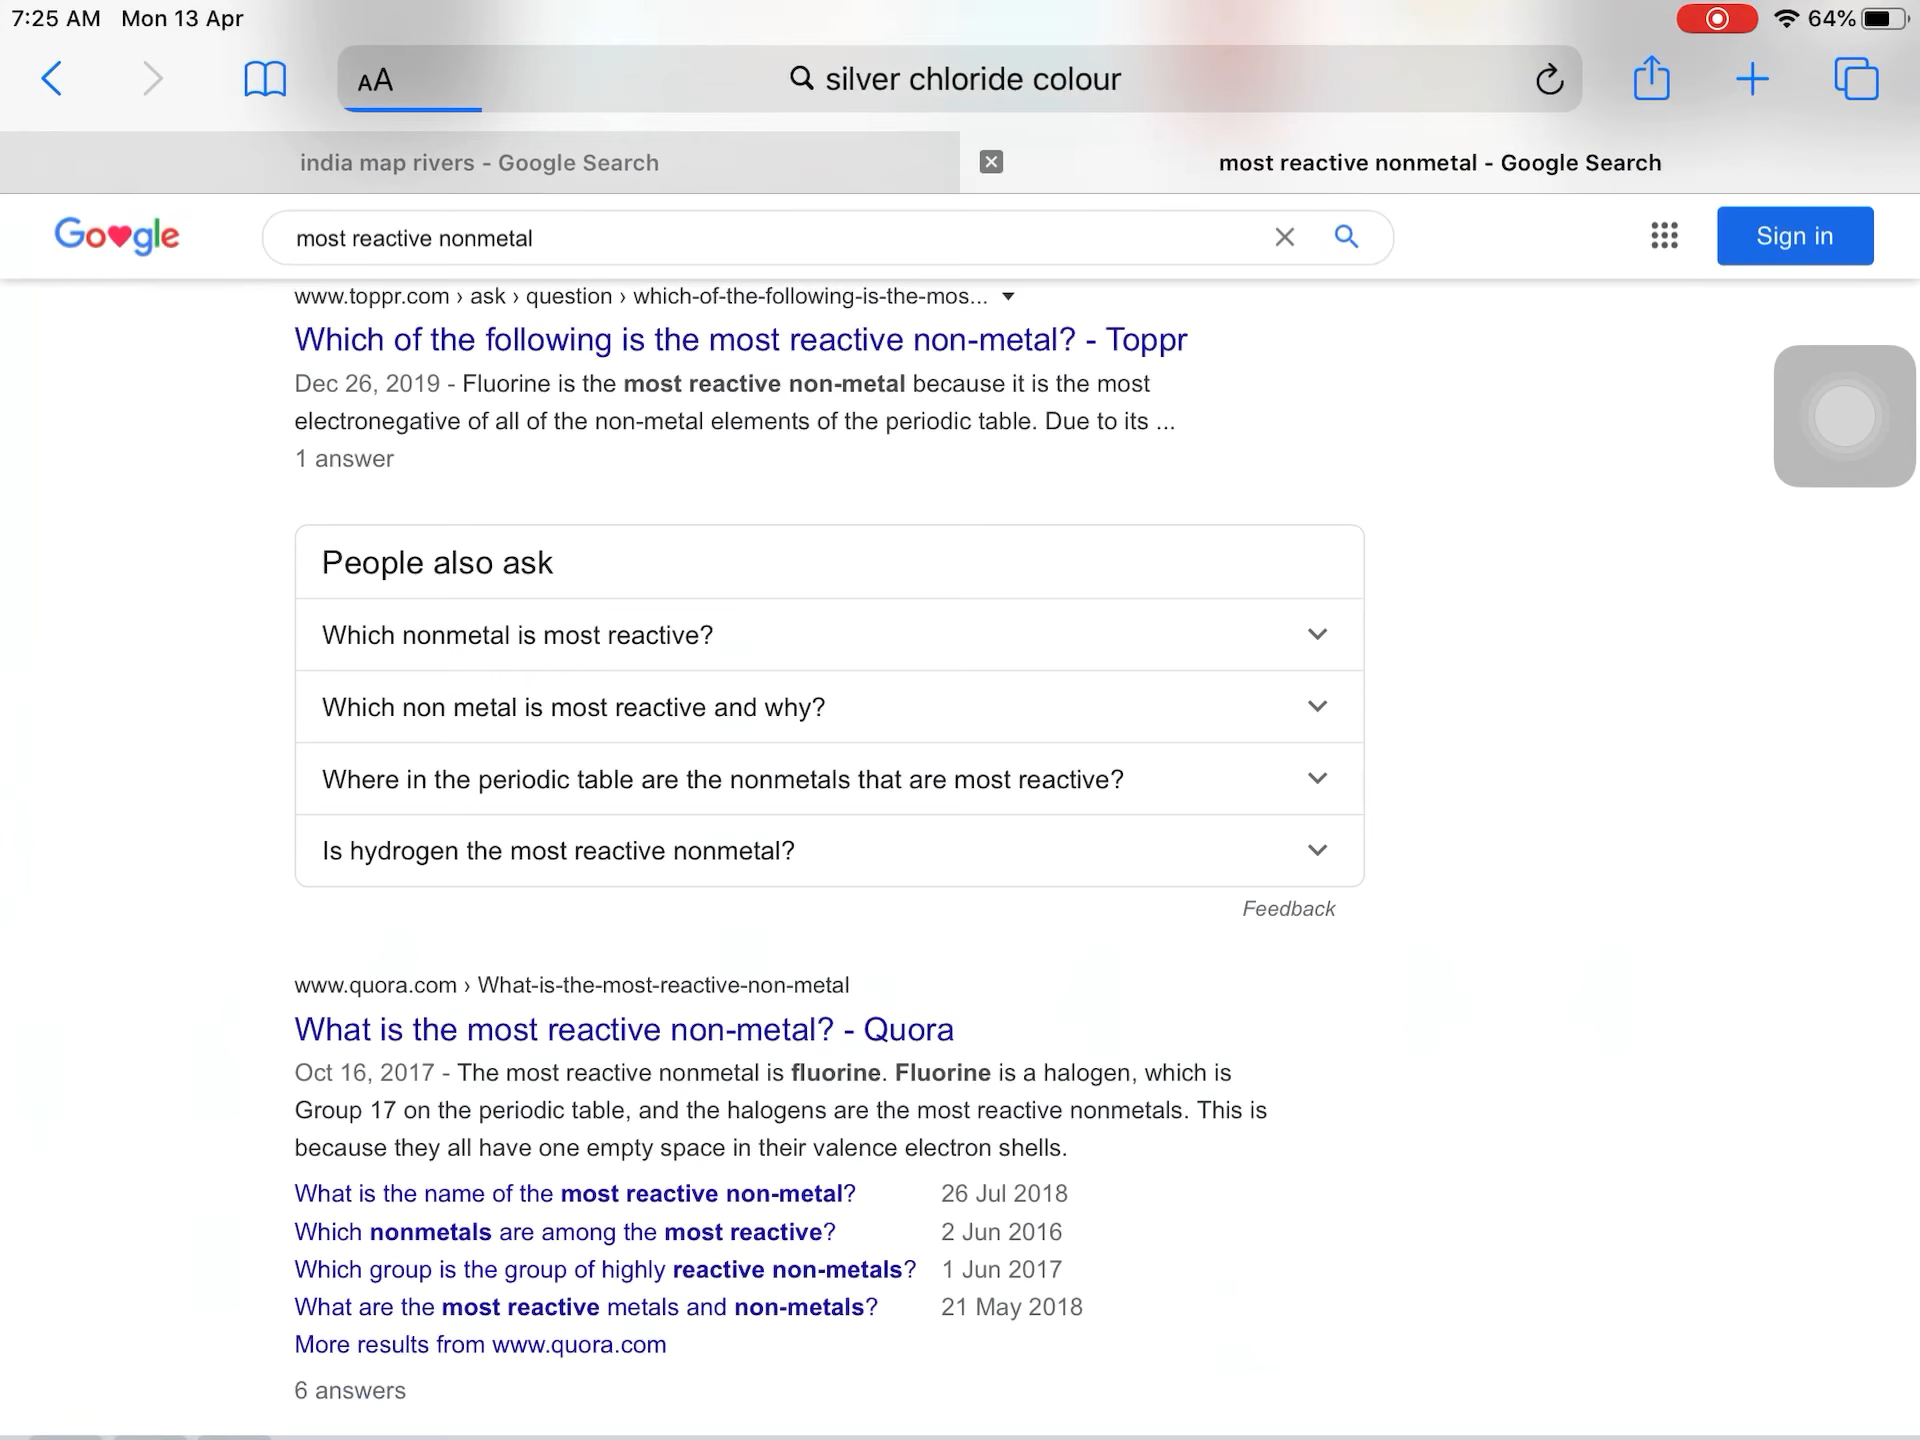 7:25 AM Mon 13 Apr 64%
AA silver chloride colour
india map rivers - Google Search most reactive nonmetal - Google Search
Google most reactive nonmetal Sign in
www.toppr.com › ask › question › which-of-the-following-is-the-mos...
Which of the following is the most reactive non-metal? - Toppr
Dec 26, 2019 - Fluorine is the most reactive non-metal because it is the most
electronegative of all of the non-metal elements of the periodic table. Due to its ...
1 answer
People also ask
Which nonmetal is most reactive?
Which non metal is most reactive and why?
Where in the periodic table are the nonmetals that are most reactive?
Is hydrogen the most reactive nonmetal?
Feedback
www.quora.com › What-is-the-most-reactive-non-metal
What is the most reactive non-metal? - Quora
Oct 16, 2017 - The most reactive nonmetal is fluorine. Fluorine is a halogen, which is
Group 17 on the periodic table, and the halogens are the most reactive nonmetals. This is
because they all have one empty space in their valence electron shells.
What is the name of the most reactive non-metal? 26 Jul 2018
Which nonmetals are among the most reactive? 2 Jun 2016
Which group is the group of highly reactive non-metals? 1 Jun 2017
What are the most reactive metals and non-metals? 21 May 2018
More results from www.quora.com
6 answers